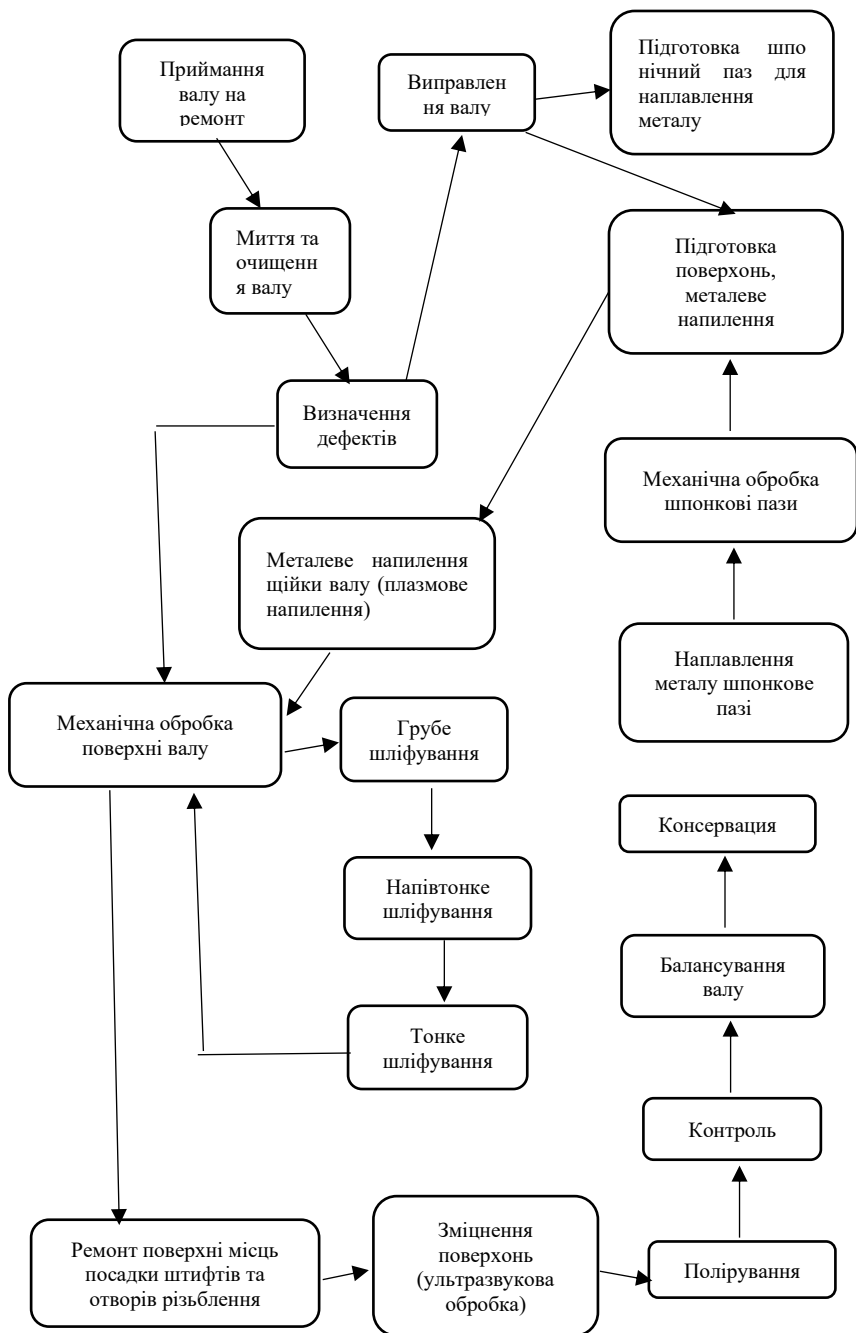 Приймання
валу на
ремонт
Виправлен
ня валу
Підготовка шпо
нічний паз для
наплавлення
металу
Миття та
очищенн
я валу
Підготовка
поверхонь,
металеве
напилення
Визначення
дефектів
Механічна обробка
шпонкові пази
Металеве напилення
щійки валу (плазмове
напилення)
Наплавлення
металу шпонкове
пазі
Механічна обробка
поверхні валу
Грубе
шліфування
Консервация
Напівтонке
шліфування
Балансування
валу
Тонке
шліфування
Контроль
Ремонт поверхні місць
посадки штифтів та
отворів різьблення
Зміцнення
поверхонь
(ультразвукова
обробка)
Полірування